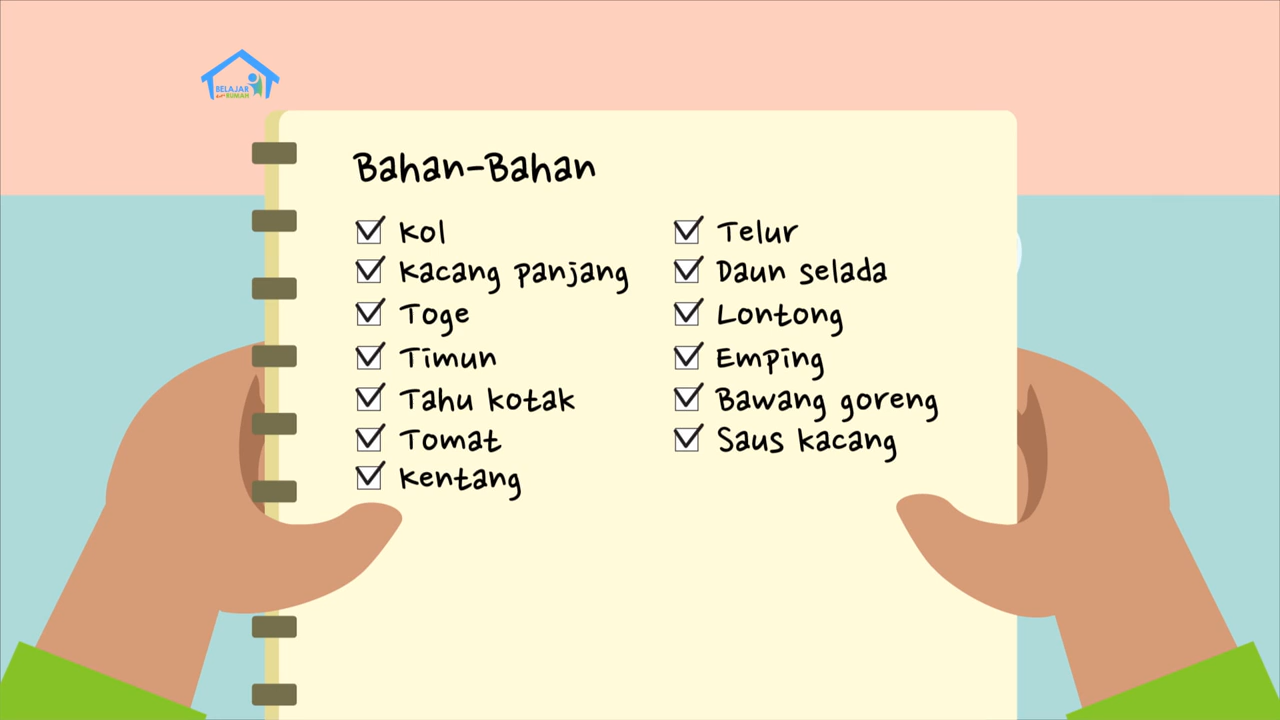 BELAJAR
dari RUMAH
Bahan-Bahan
Kol
Kacang panjang
Toge
Timun
Tahu kotak
Tomat
Kentang
Telur
Daun selada
Lontong
Emping
Bawang goreng
Saus kacang